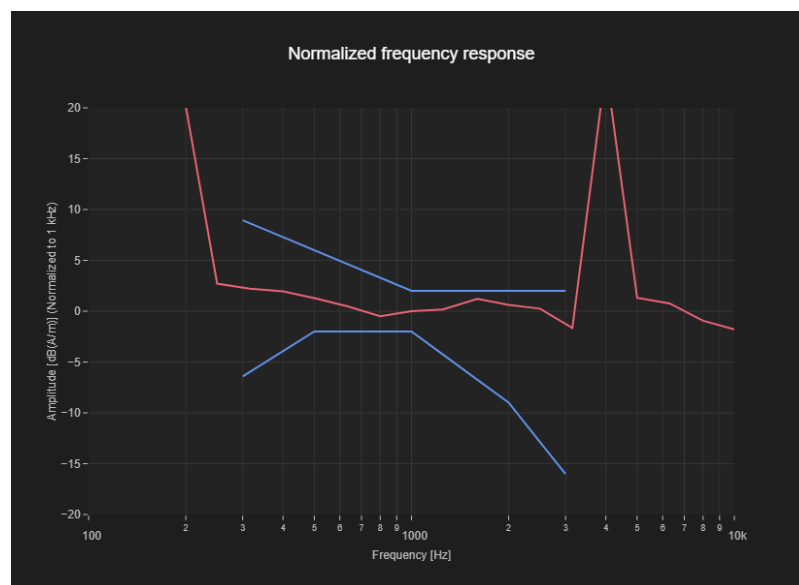 Normalized frequency response
20
15
10
5
0
−5
−10
−15
−20
Amplitude [dB(A/m)] (Normalized to 1 kHz)
100 2 3 4 5 6 7 8 9 1000 2 3 4 5 6 7 8 9 10k
Frequency [Hz]